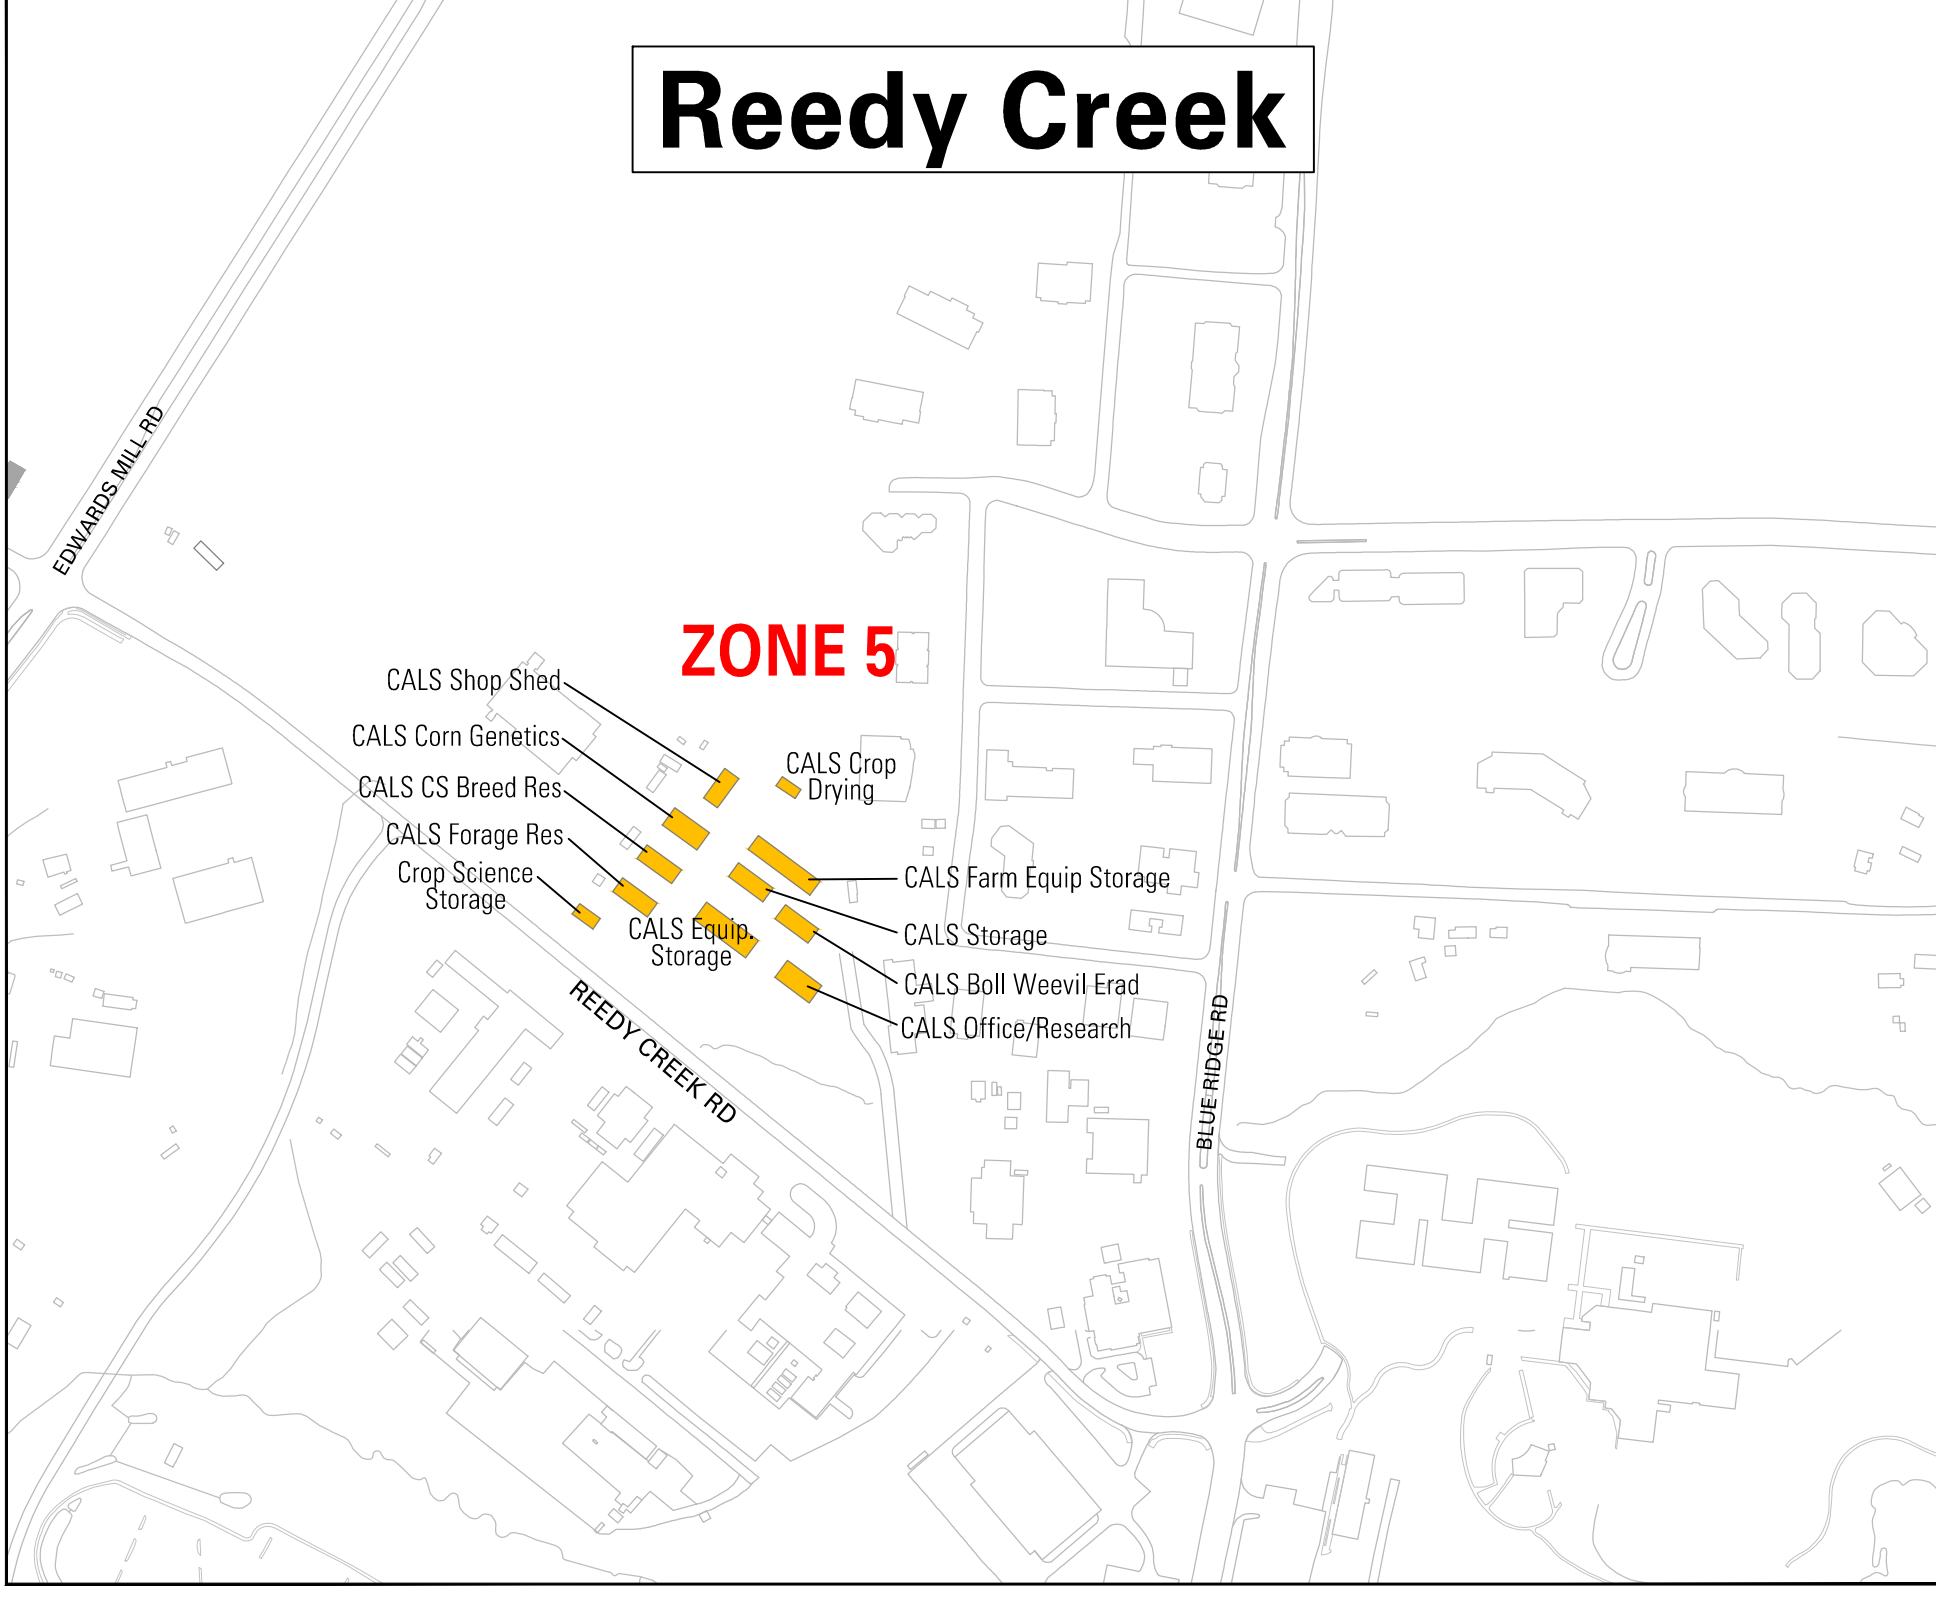 Reedy Creek
EDWARDS MILL RD
ZONE 5
CALS Shop Shed
CALS Corn Genetics
CALS Crop
Drying
CALS CS Breed Res
CALS Forage Res
Crop Science
Storage
CALS Farm Equip Storage
CALS Equip.
Storage
CALS Storage
CALS Boll Weevil Erad
CALS Office/Research
REEDY CREEK RD
BLUE RIDGE RD